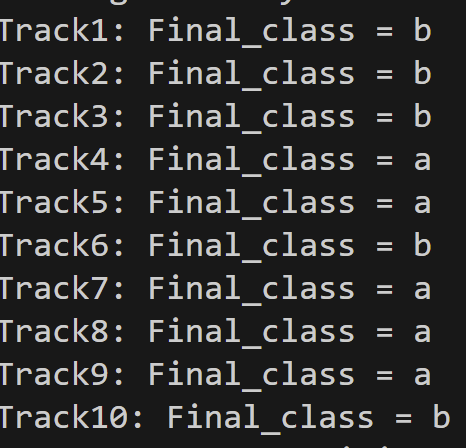 Track1: Final_class = b
Track2: Final_class = b
Track3: Final_class = b
Track4: Final_class = a
Track5: Final_class = a
Track6: Final_class = b
Track7: Final_class = a
Track8: Final_class = a
Track9: Final_class = a
Track10: Final_class = b